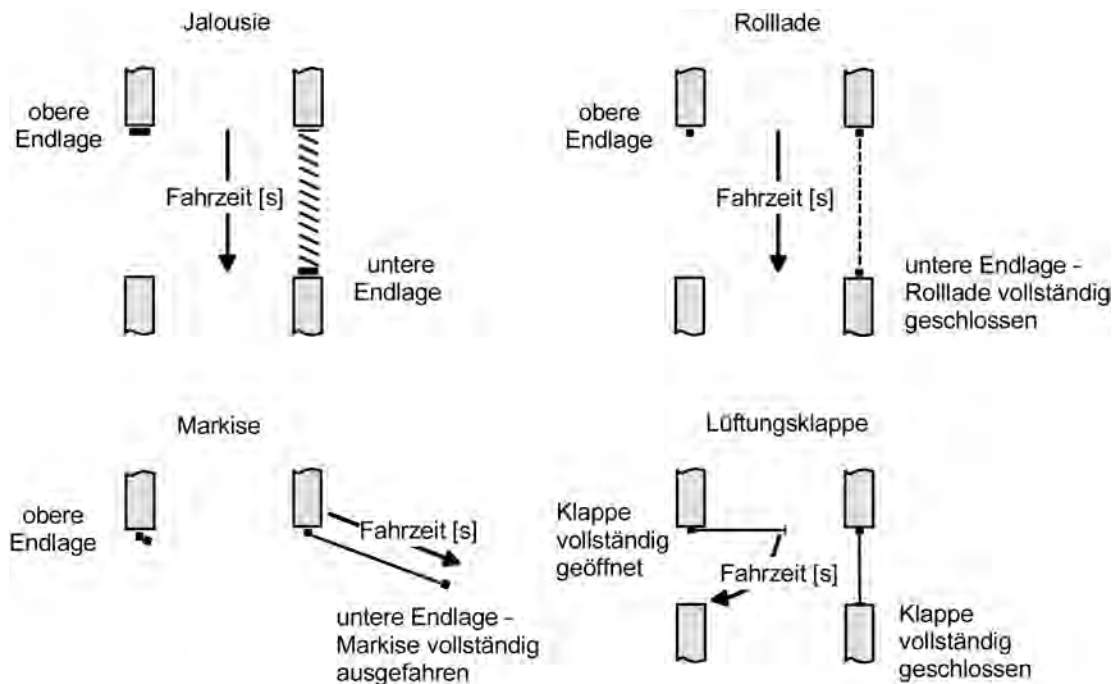 Jalousie
obere
Endlage
Fahrzeit [s]
untere
Endlage
Rolllade
obere
Endlage
Fahrzeit [s]
untere Endlage -
Rolllade vollständig
geschlossen
Markise
obere
Endlage
Fahrzeit [s]
untere Endlage -
Markise vollständig
ausgefahren
Lüftungsklappe
Klappe
vollständig
geöffnet
Fahrzeit [s]
Klappe
vollständig
geschlossen